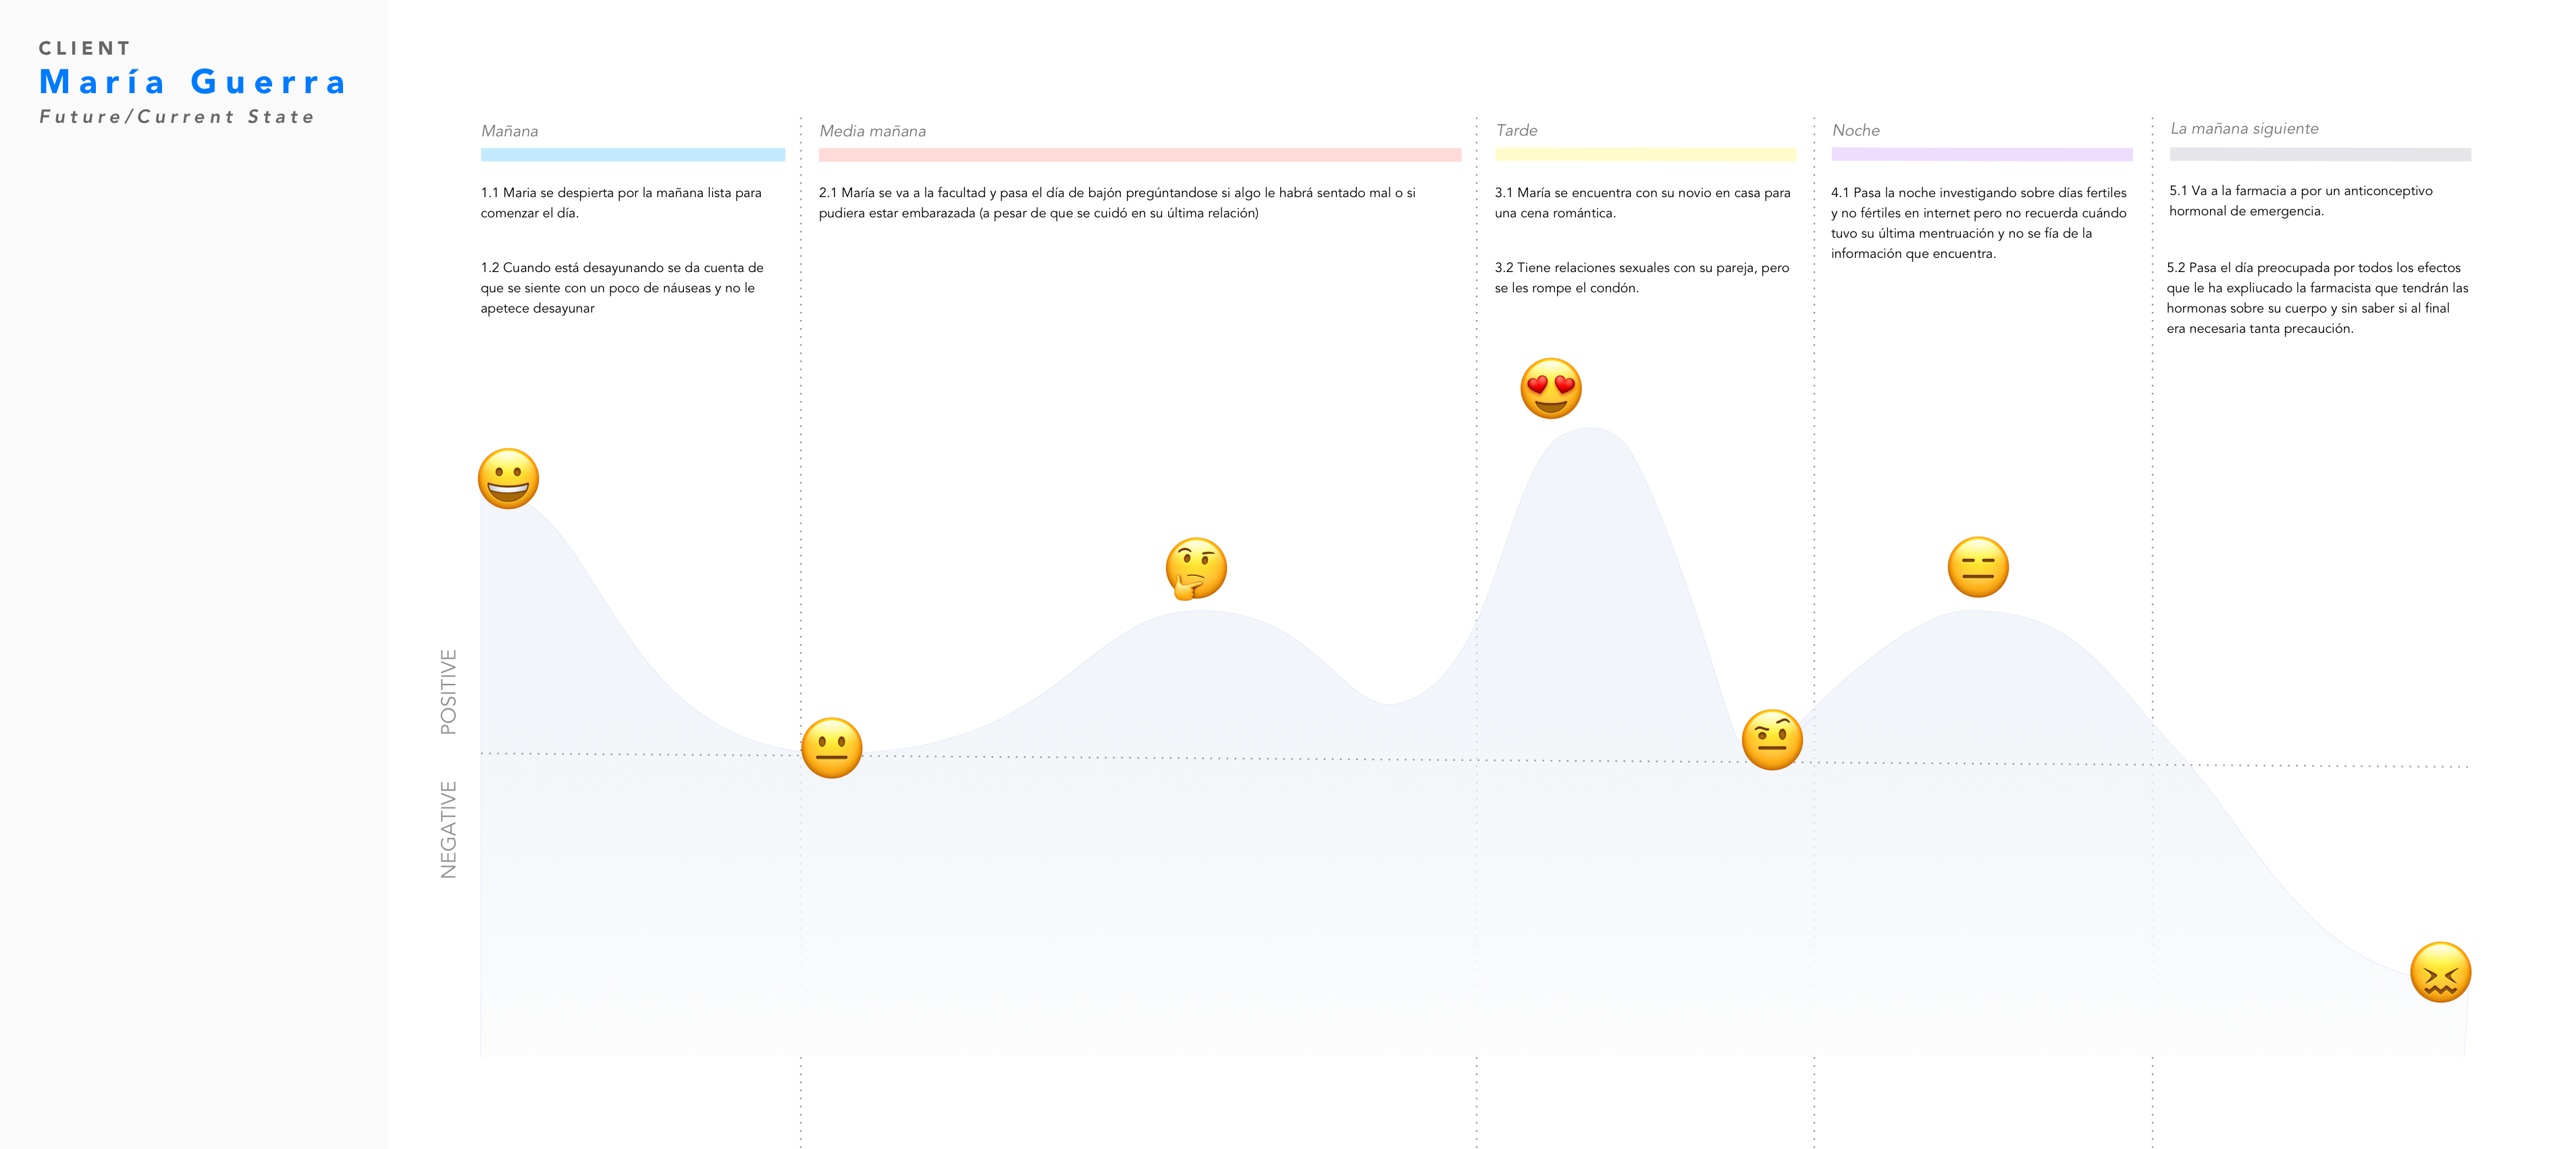 CLIENT
María Guerra
Future/Current State
Mañana
1.1 Maria se despierta por la mañana lista para
comenzar el día.
1.2 Cuando está desayunando se da cuenta de
que se siente con un poco de náuseas y no le
apetece desayunar
Media mañana
2.1 María se va a la facultad y pasa el día de bajón pregúntandose si algo le habrá sentado mal o si
pudiera estar embarazada (a pesar de que se cuidó en su última relación)
Tarde
3.1 María se encuentra con su novio en casa para
una cena romántica.
3.2 Tiene relaciones sexuales con su pareja, pero
se les rompe el condón.
Noche
4.1 Pasa la noche investigando sobre días fertiles
y no fértiles en internet pero no recuerda cuándo
tuvo su última mentruación y no se fía de la
información que encuentra.
La mañana siguiente
5.1 Va a la farmacia a por un anticonceptivo
hormonal de emergencia.
5.2 Pasa el día preocupada por todos los efectos
que le ha expliucado la farmacista que tendrán las
hormonas sobre su cuerpo y sin saber si al final
era necesaria tanta precaución.
POSITIVE
NEGATIVE